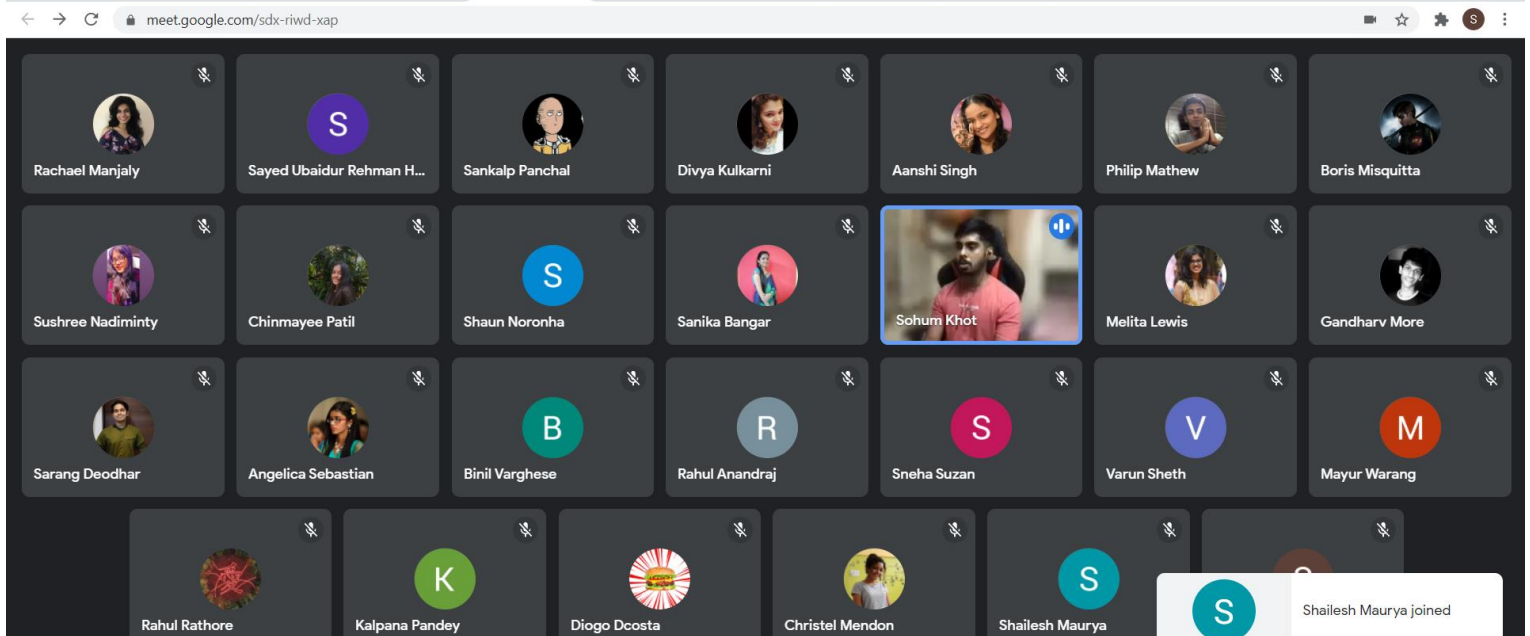 meet.google.com/sdx-riwd-xap
S
Rachael Manjaly
S
Sayed Ubaidur Rehman H...
Sankalp Panchal
Divya Kulkarni
Aanshi Singh
Philip Mathew
Boris Misquitta
Sushree Nadiminty
Chinmayee Patil
S
Shaun Noronha
Sanika Bangar
Sohum Khot
Melita Lewis
Gandharv More
Sarang Deodhar
Angelica Sebastian
B
Binil Varghese
R
Rahul Anandraj
S
Sneha Suzan
V
Varun Sheth
M
Mayur Warang
Rahul Rathore
K
Kalpana Pandey
Diogo Dcosta
Christel Mendon
S
Shailesh Maurya
S
Shailesh Maurya joined